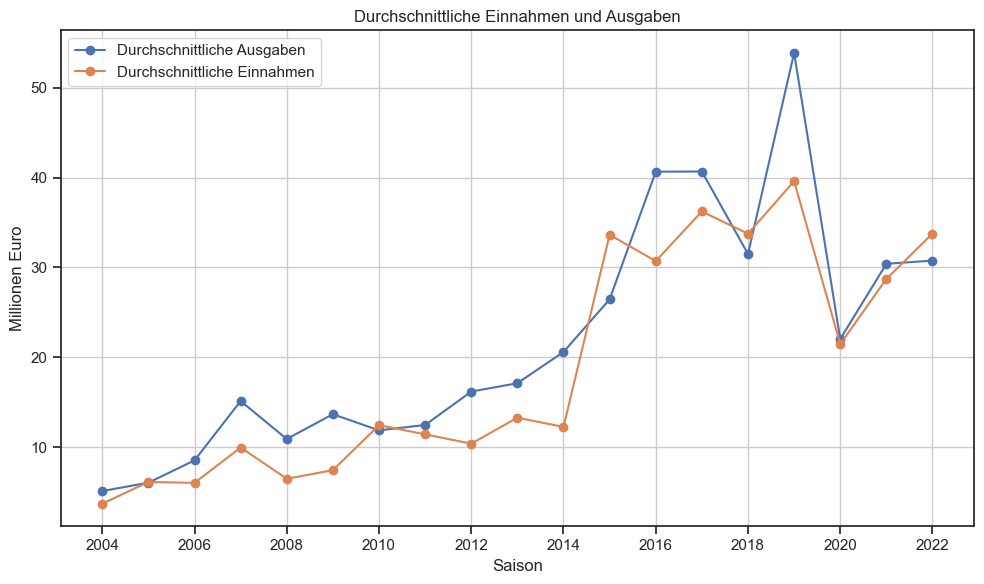 Durchschnittliche Einnahmen und Ausgaben
Durchschnittliche Ausgaben
Durchschnittliche Einnahmen
Millionen Euro
50
40
30
20
10
2004 2006 2008 2010 2012 2014 2016 2018 2020 2022
Saison